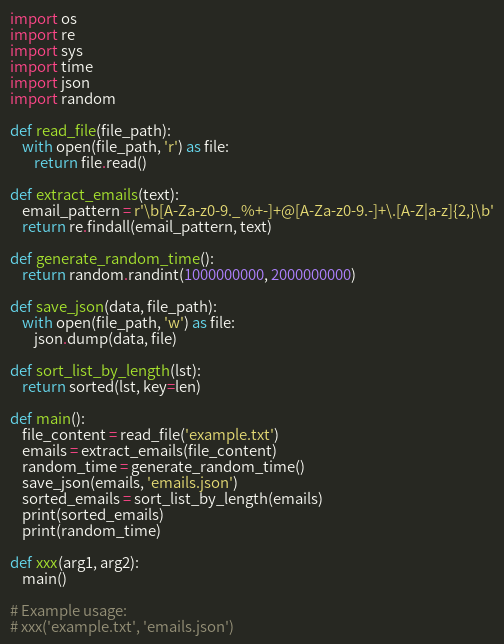 import os
import re
import sys
import time
import json
import random

def read_file(file_path):
    with open(file_path, 'r') as file:
        return file.read()

def extract_emails(text):
    email_pattern = r'\b[A-Za-z0-9._%+-]+@[A-Za-z0-9.-]+\.[A-Z|a-z]{2,}\b'
    return re.findall(email_pattern, text)

def generate_random_time():
    return random.randint(1000000000, 2000000000)

def save_json(data, file_path):
    with open(file_path, 'w') as file:
        json.dump(data, file)

def sort_list_by_length(lst):
    return sorted(lst, key=len)

def main():
    file_content = read_file('example.txt')
    emails = extract_emails(file_content)
    random_time = generate_random_time()
    save_json(emails, 'emails.json')
    sorted_emails = sort_list_by_length(emails)
    print(sorted_emails)
    print(random_time)

def xxx(arg1, arg2):
    main()

# Example usage:
# xxx('example.txt', 'emails.json')